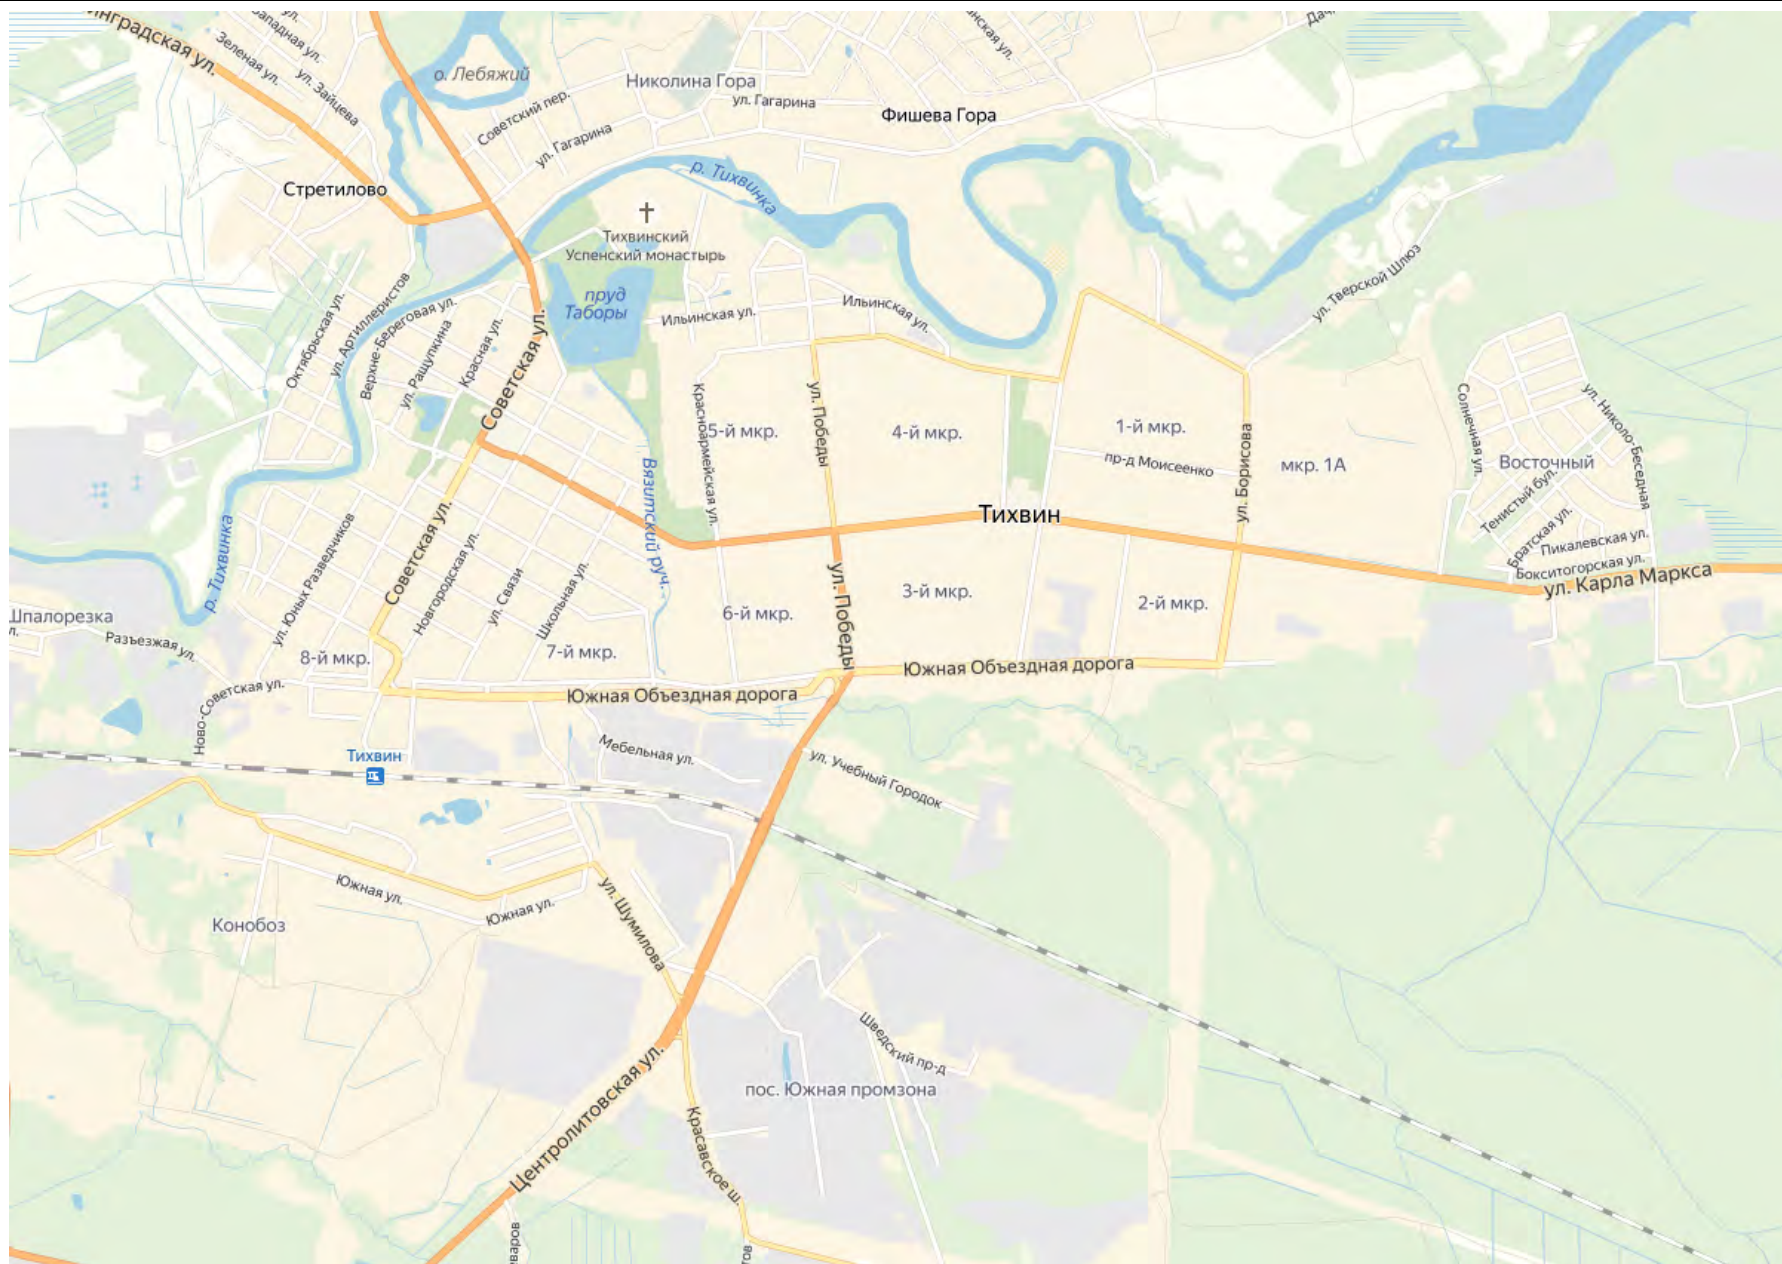 нградская ул.
ападная ул.
Зеленая ул.
ул. Зайцева
о. Лебяжий
Советский пер.
ул. Гагарина
Николина Гора
ул. Гагарина
Фишева Гора
нская ул.
Стретилово
р. Тихвинка
Тихвинский
Успенский монастырь
пруд
Таборы
Октябрьская ул.
ул. Артиллеристов
Верхне-Береговая ул.
ул. Ращупкина
Красная ул.
Советская ул.
Ильинская ул.
Ильинская ул.
ул. Тверской Шлюз
Красноармейская ул.
5-й мкр.
ул. Победы
4-й мкр.
1-й мкр.
пр-д Моисеенко
ул. Борисова
мкр. 1А
Солнечная ул.
ул. Николо-Беседная
Восточный
Тенистый бул.
Братская ул.
Пикалевская ул.
Бокситогорская ул.
ул. Карла Маркса
Тихвин
Вязитский руч.
р. Тихвинка
ул. Юных Разведчиков
Советская ул.
Новгородская ул.
ул. Связи
Школьная ул.
6-й мкр.
ул. Победы
3-й мкр.
2-й мкр.
Шпалорезка
л.
Разъезжая ул.
8-й мкр.
7-й мкр.
Ново-Советская ул.
Южная Объездная дорога
Южная Объездная дорога
Тихвин
Мебельная ул.
ул. Учебный Городок
Южная ул.
Южная ул.
ул. Шумилова
Конобоз
Шведский пр-д
пос. Южная промзона
Центролитовская ул.
Красавское ш.
еваров
тов